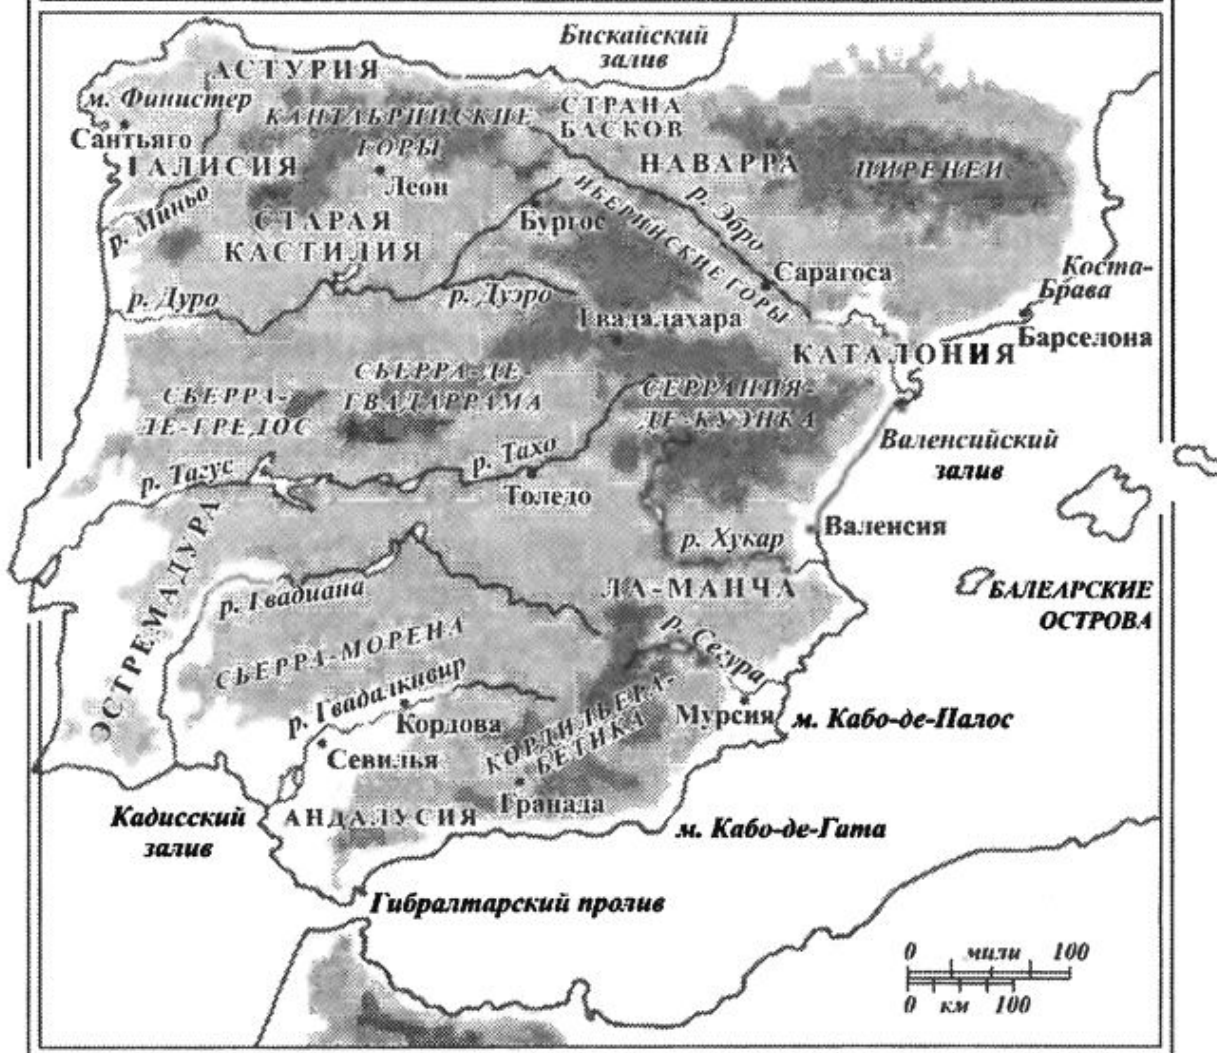 Бискайский
залив
АСТУРИЯ
м. Финистер
Сантьяго
КАНТАБРИЙСКИЕ
ГОРЫ
СТРАНА
БАСКОВ
НАВАРРА
ПИРЕНЕИ
ГАЛИСИЯ
Леон
р. Миньо
СТАРАЯ
КАСТИЛИЯ
Бургос
ИБЕРИЙСКИЕ ГОРЫ
р. Эбро
Сарагоса
Коста-
Брава
Барселона
р. Дуро
р. Дуэро
Гвадалахара
КАТАЛОНИЯ
СЬЕРРА-
ДЕ-ГРЕДОС
СЬЕРРА-ДЕ-
ГВАДАРРАМА
СЕРРАНИЯ-
ДЕ-КУЭНКА
Валенсийский
залив
р. Тагус
р. Тахо
Толедо
Валенсия
р. Хукар
ЭСТРЕМАДУРА
р. Гвадиана
ЛА-МАНЧА
БАЛЕАРСКИЕ
ОСТРОВА
СЬЕРРА-МОРЕНА
р. Сегура
р. Гвадалкивир
Кордова
КОРДИЛЬЕРА-
БЕТИКА
Мурсия
м. Кабо-де-Палос
Севилья
Гранада
Кадисский
залив
АНДАЛУСИЯ
м. Кабо-де-Гата
Гибралтарский пролив
0 мили 100
0 км 100